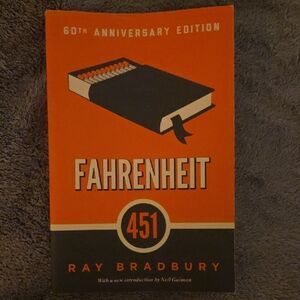 60TH ANNIVERSARY EDITION
FAHRENHEIT
451
RAY BRADBURY
With a new introduction by Neil Gaiman